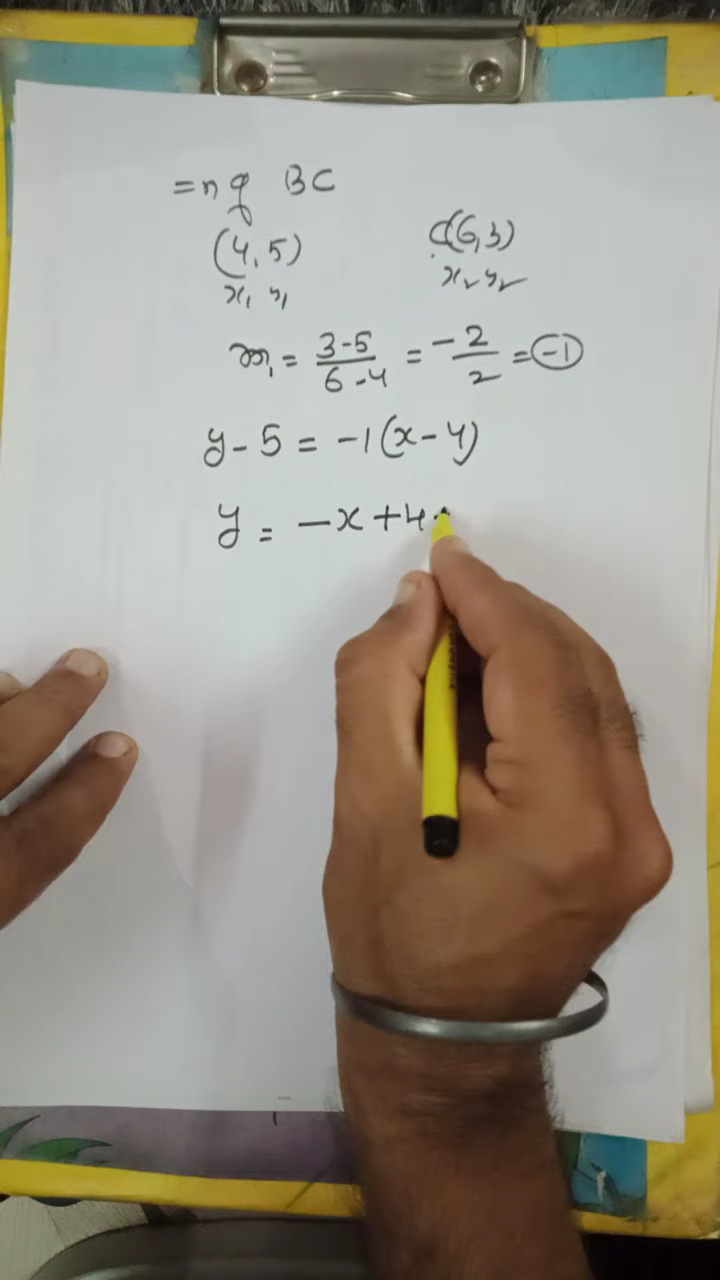 =n of BC
(4,5) C(6,3)
x₁ y₁ x₂ y₂
m₁ = 3-5/6-4 = -2/2 = -1
y-5 = -1(x-4)
y = -x+4